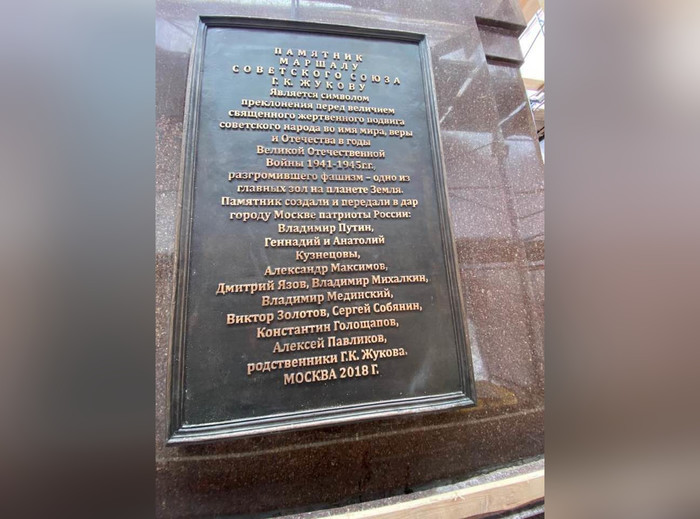 ПАМЯТНИК
МАРШАЛУ
СОВЕТСКОГО СОЮЗА
Г.К. ЖУКОВУ
Является символом
преклонения перед величием
священного жертвенного подвига
советского народа во имя мира, веры
и Отечества в годы
Великой Отечественной
Войны 1941-1945г.г.,
разгромившего фашизм – одно из
главных зол на планете Земля.
Памятник создали и передали в дар
городу Москве патриоты России:
Владимир Путин,
Геннадий и Анатолий
Кузнецовы,
Александр Максимов,
Дмитрий Язов, Владимир Михалкин,
Владимир Мединский,
Виктор Золотов, Сергей Собянин,
Константин Голощапов,
Алексей Павликов,
родственники Г.К. Жукова.
МОСКВА 2018 Г.